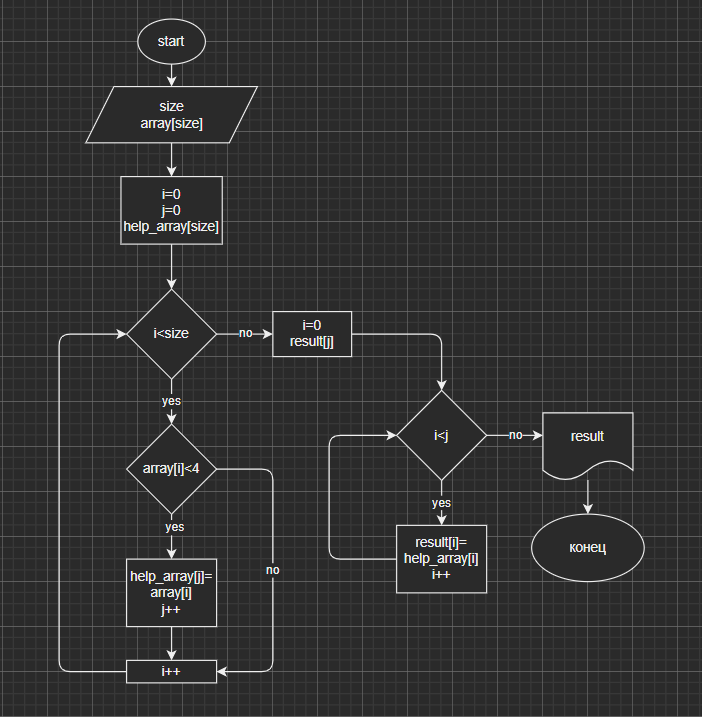 start
size
array[size]
i=0
j=0
help_array[size]
i<size
no
i=0
result[j]
yes
array[i]<4
yes
no
help_array[j]=
array[i]
j++
i++
i<j
no
result
yes
result[i]=
help_array[i]
i++
конец